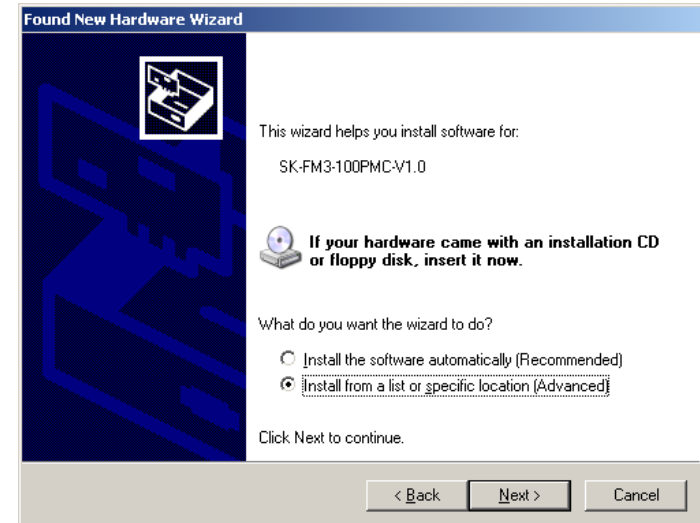 Found New Hardware Wizard
This wizard helps you install software for:
SK-FM3-100PMC-V1.0
If your hardware came with an installation CD
or floppy disk, insert it now.
What do you want the wizard to do?
Install the software automatically (Recommended)
Install from a list or specific location (Advanced)
Click Next to continue.
< Back
Next >
Cancel